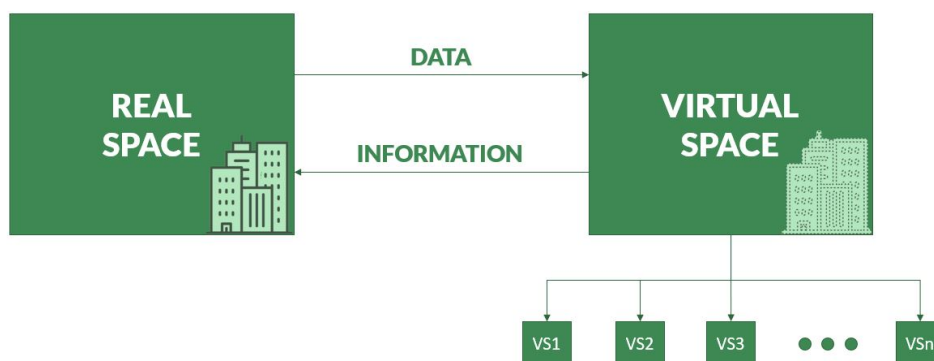 REAL
SPACE
DATA
INFORMATION
VIRTUAL
SPACE
VS1
VS2
VS3
VSn